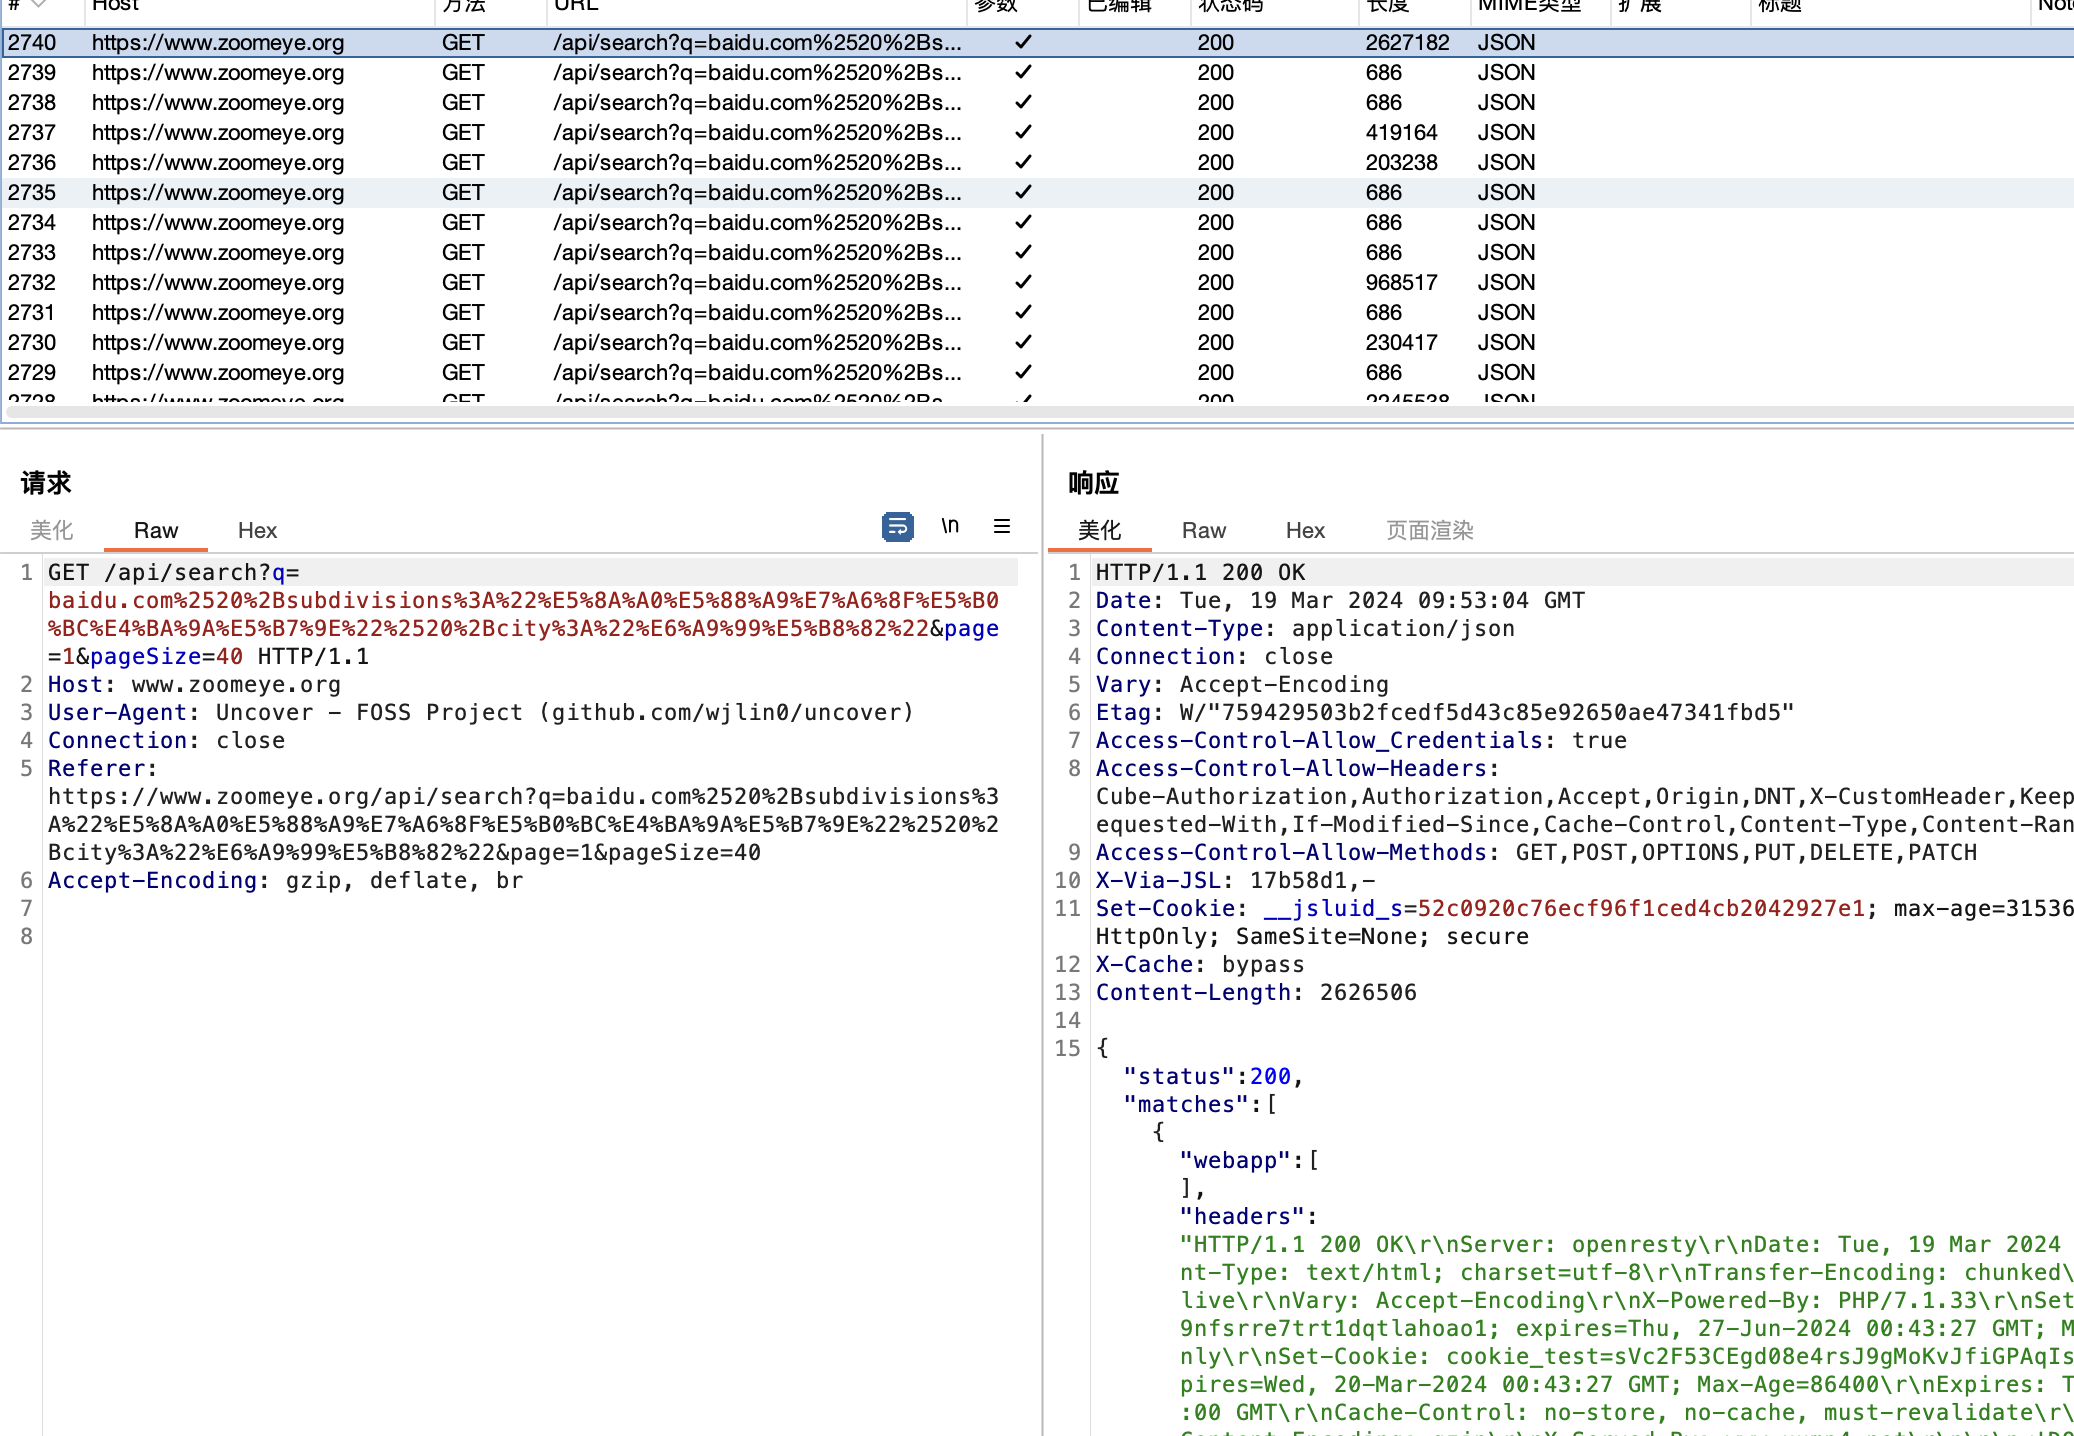 # Host 方法 URL 参数 已编辑 状态码 长度 MIME类型 扩展 标题
2740 https://www.zoomeye.org GET /api/search?q=baidu.com%2520%2Bs... ✓ 200 2627182 JSON
2739 https://www.zoomeye.org GET /api/search?q=baidu.com%2520%2Bs... ✓ 200 686 JSON
2738 https://www.zoomeye.org GET /api/search?q=baidu.com%2520%2Bs... ✓ 200 686 JSON
2737 https://www.zoomeye.org GET /api/search?q=baidu.com%2520%2Bs... ✓ 200 419164 JSON
2736 https://www.zoomeye.org GET /api/search?q=baidu.com%2520%2Bs... ✓ 200 203238 JSON
2735 https://www.zoomeye.org GET /api/search?q=baidu.com%2520%2Bs... ✓ 200 686 JSON
2734 https://www.zoomeye.org GET /api/search?q=baidu.com%2520%2Bs... ✓ 200 686 JSON
2733 https://www.zoomeye.org GET /api/search?q=baidu.com%2520%2Bs... ✓ 200 686 JSON
2732 https://www.zoomeye.org GET /api/search?q=baidu.com%2520%2Bs... ✓ 200 968517 JSON
2731 https://www.zoomeye.org GET /api/search?q=baidu.com%2520%2Bs... ✓ 200 686 JSON
2730 https://www.zoomeye.org GET /api/search?q=baidu.com%2520%2Bs... ✓ 200 230417 JSON
2729 https://www.zoomeye.org GET /api/search?q=baidu.com%2520%2Bs... ✓ 200 686 JSON
2728 https://www.zoomeye.org GET /api/search?q=baidu.com%2520%2Bs... ✓ 200 2245538 JSON
请求
美化 Raw Hex \n
1 GET /api/search?q=
baidu.com%2520%2Bsubdivisions%3A%22%E5%8A%A0%E5%88%A9%E7%A6%8F%E5%B0
%BC%E4%BA%9A%E5%B7%9E%22%2520%2Bcity%3A%22%E6%A9%99%E5%B8%82%22&page
=1&pageSize=40 HTTP/1.1
2 Host: www.zoomeye.org
3 User-Agent: Uncover - FOSS Project (github.com/wjlin0/uncover)
4 Connection: close
5 Referer:
https://www.zoomeye.org/api/search?q=baidu.com%2520%2Bsubdivisions%3
A%22%E5%8A%A0%E5%88%A9%E7%A6%8F%E5%B0%BC%E4%BA%9A%E5%B7%9E%22%2520%2
Bcity%3A%22%E6%A9%99%E5%B8%82%22&page=1&pageSize=40
6 Accept-Encoding: gzip, deflate, br
7
8
响应
美化 Raw Hex 页面渲染
1 HTTP/1.1 200 OK
2 Date: Tue, 19 Mar 2024 09:53:04 GMT
3 Content-Type: application/json
4 Connection: close
5 Vary: Accept-Encoding
6 Etag: W/"759429503b2fcedf5d43c85e92650ae47341fbd5"
7 Access-Control-Allow_Credentials: true
8 Access-Control-Allow-Headers:
Cube-Authorization,Authorization,Accept,Origin,DNT,X-CustomHeader,Keep
equested-With,If-Modified-Since,Cache-Control,Content-Type,Content-Ran
9 Access-Control-Allow-Methods: GET,POST,OPTIONS,PUT,DELETE,PATCH
10 X-Via-JSL: 17b58d1,-
11 Set-Cookie: __jsluid_s=52c0920c76ecf96f1ced4cb2042927e1; max-age=31536
HttpOnly; SameSite=None; secure
12 X-Cache: bypass
13 Content-Length: 2626506
14
15 {
"status":200,
"matches":[
{
"webapp":[
],
"headers":
"HTTP/1.1 200 OK\r\nServer: openresty\r\nDate: Tue, 19 Mar 2024
nt-Type: text/html; charset=utf-8\r\nTransfer-Encoding: chunked\
live\r\nVary: Accept-Encoding\r\nX-Powered-By: PHP/7.1.33\r\nSet
9nfsrre7trt1dqtlahoao1; expires=Thu, 27-Jun-2024 00:43:27 GMT; M
nly\r\nSet-Cookie: cookie_test=sVc2F53CEgd08e4rsJ9gMoKvJfiGPAqIs
pires=Wed, 20-Mar-2024 00:43:27 GMT; Max-Age=86400\r\nExpires: T
:00 GMT\r\nCache-Control: no-store, no-cache, must-revalidate\r\